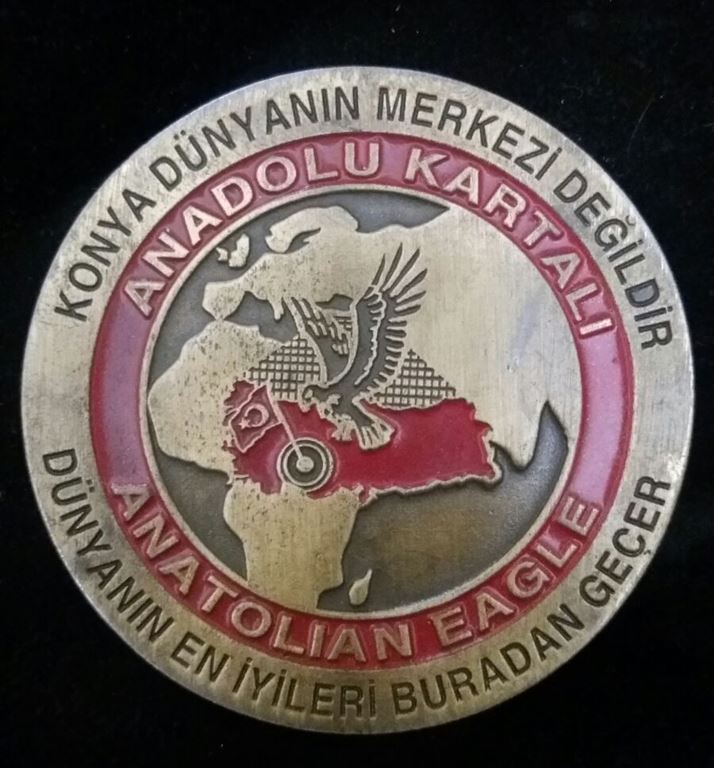 KONYA DÜNYANIN MERKEZİ DEĞİLDİR
ANADOLU KARTALI
ANATOLIAN EAGLE
DÜNYANIN EN İYİLERİ BURADAN GEÇER